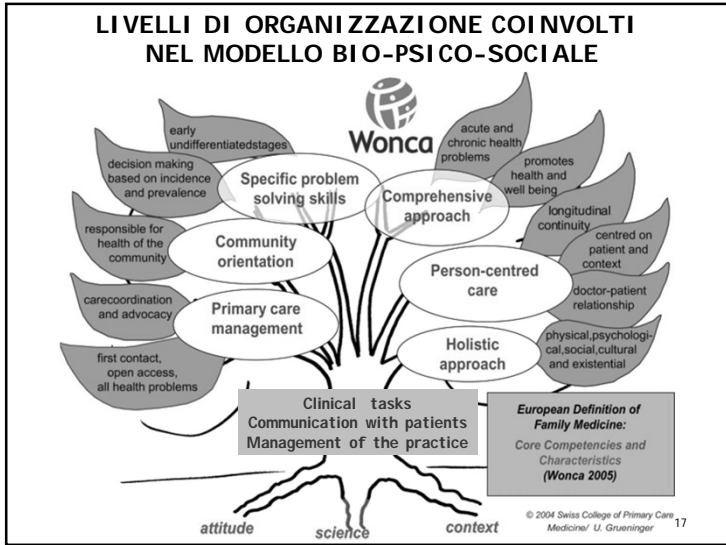 LIVELLI DI ORGANIZZAZIONE COINVOLTI
NEL MODELLO BIO-PSICO-SOCIALE
Wonca
early
undifferentiatedstages
decision making
based on incidence
and prevalence
responsible for
health of the
community
carecoordination
and advocacy
first contact,
open access,
all health problems
Specific problem
solving skills
Community
orientation
Primary care
management
Comprehensive
approach
Person-centred
care
Holistic
approach
acute and
chronic health
problems
promotes
health and
well being
longitudinal
continuity
centred on
patient and
context
doctor-patient
relationship
physical,psychologi-
cal,social,cultural
and existential
Clinical tasks
Communication with patients
Management of the practice
European Definition of
Family Medicine:
Core Competencies and
Characteristics
(Wonca 2005)
attitude
science
context
© 2004 Swiss College of Primary Care
Medicine/ U. Grueninger
17